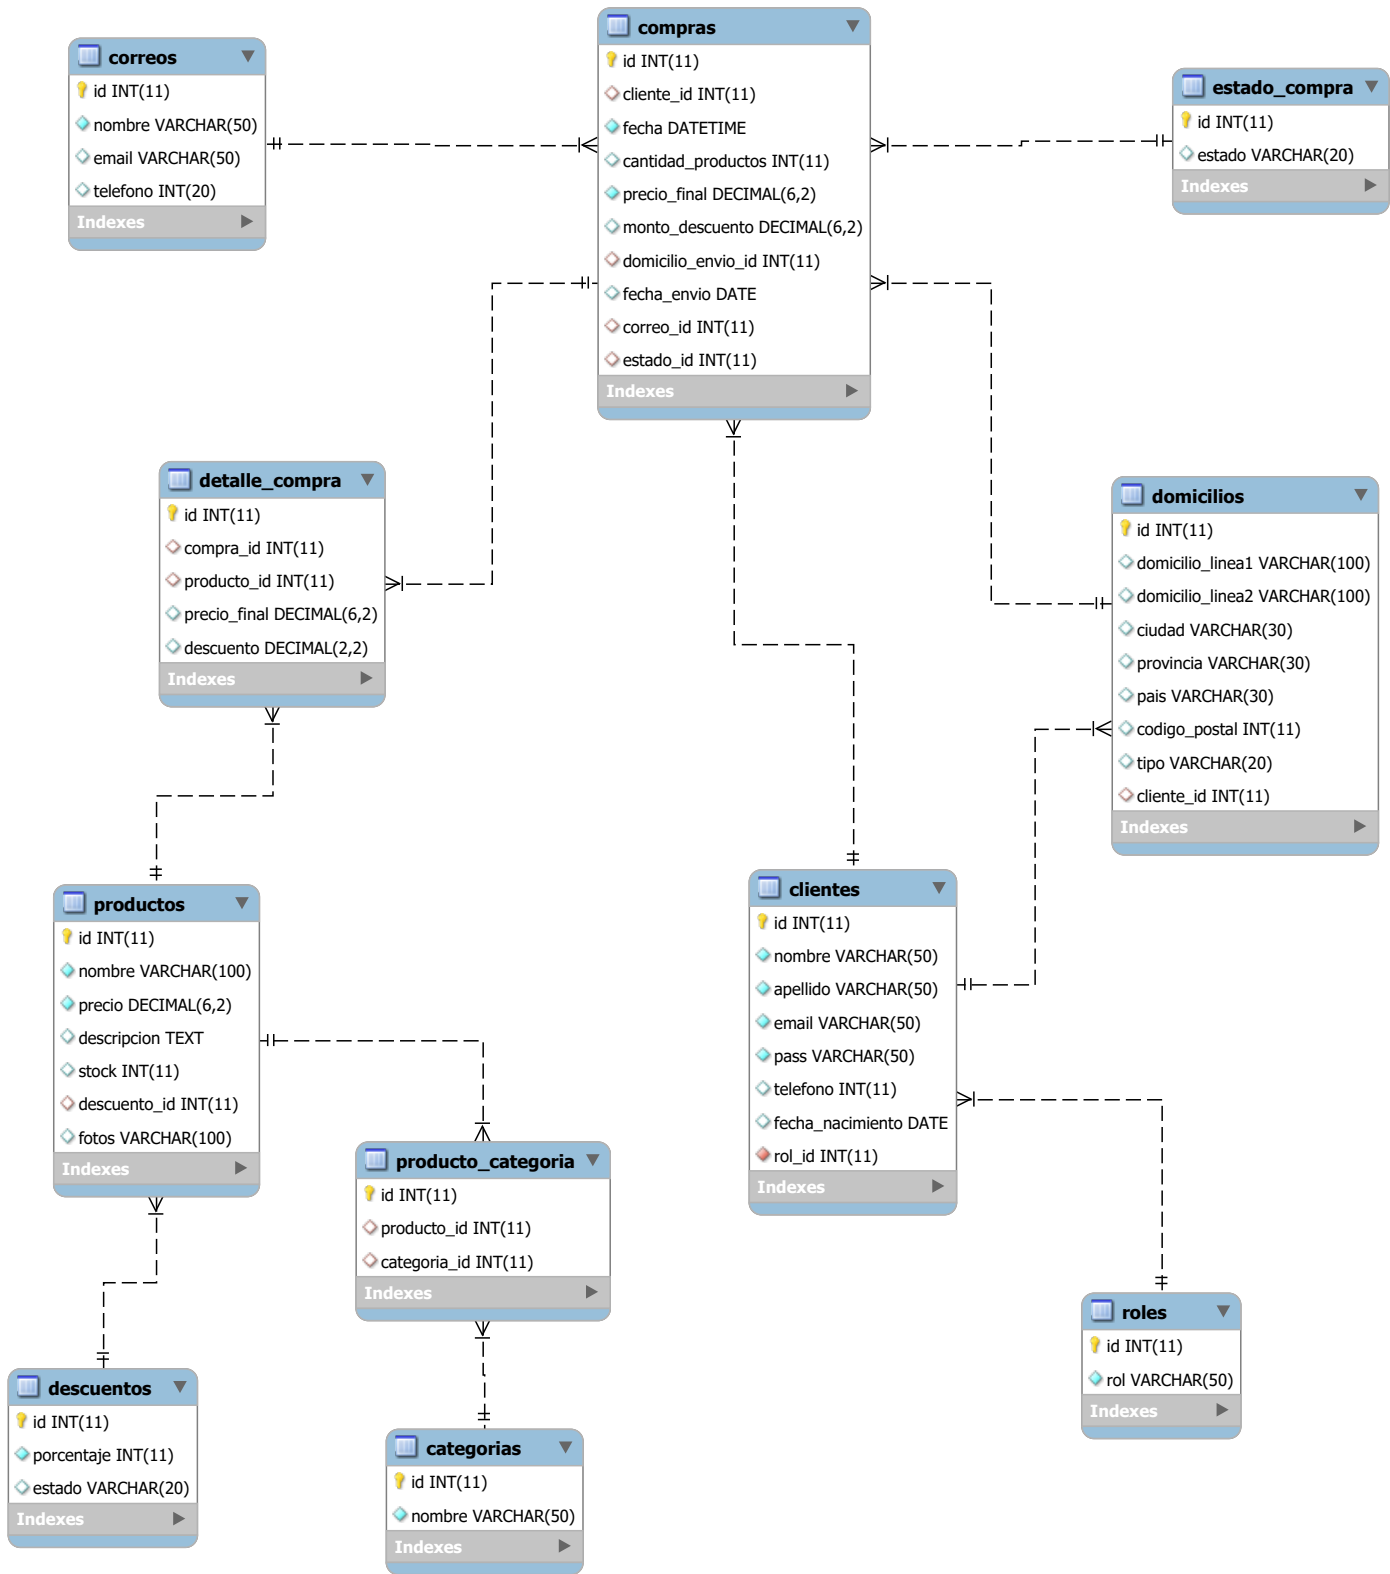 correos
id INT(11)
nombre VARCHAR(50)
email VARCHAR(50)
telefono INT(20)
Indexes
compras
id INT(11)
cliente_id INT(11)
fecha DATETIME
cantidad_productos INT(11)
precio_final DECIMAL(6,2)
monto_descuento DECIMAL(6,2)
domicilio_envio_id INT(11)
fecha_envio DATE
correo_id INT(11)
estado_id INT(11)
Indexes
estado_compra
id INT(11)
estado VARCHAR(20)
Indexes
detalle_compra
id INT(11)
compra_id INT(11)
producto_id INT(11)
precio_final DECIMAL(6,2)
descuento DECIMAL(2,2)
Indexes
domicilios
id INT(11)
domicilio_linea1 VARCHAR(100)
domicilio_linea2 VARCHAR(100)
ciudad VARCHAR(30)
provincia VARCHAR(30)
pais VARCHAR(30)
codigo_postal INT(11)
tipo VARCHAR(20)
cliente_id INT(11)
Indexes
productos
id INT(11)
nombre VARCHAR(100)
precio DECIMAL(6,2)
descripcion TEXT
stock INT(11)
descuento_id INT(11)
fotos VARCHAR(100)
Indexes
clientes
id INT(11)
nombre VARCHAR(50)
apellido VARCHAR(50)
email VARCHAR(50)
pass VARCHAR(50)
telefono INT(11)
fecha_nacimiento DATE
rol_id INT(11)
Indexes
producto_categoria
id INT(11)
producto_id INT(11)
categoria_id INT(11)
Indexes
roles
id INT(11)
rol VARCHAR(50)
Indexes
descuentos
id INT(11)
porcentaje INT(11)
estado VARCHAR(20)
Indexes
categorias
id INT(11)
nombre VARCHAR(50)
Indexes